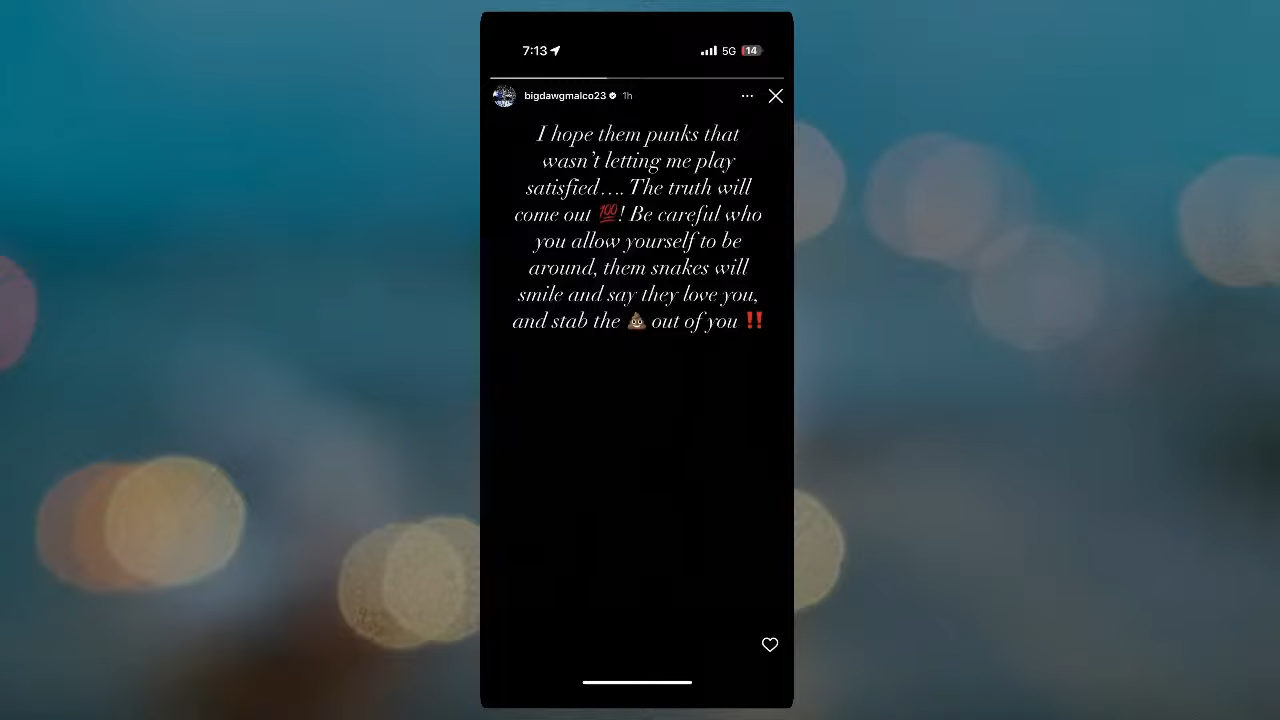 7:13 5G 14
bigdawgmalco23 1h
I hope them punks that
wasn't letting me play
satisfied.... The truth will
come out 💯! Be careful who
you allow yourself to be
around, them snakes will
smile and say they love you,
and stab the 💩 out of you ‼️